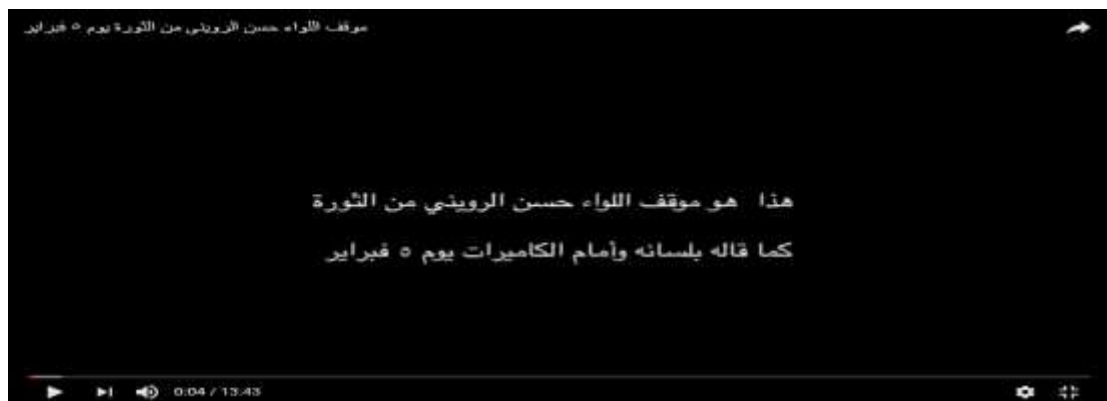 موقف اللواء حسن الرويني من الثورة يوم ٥ فبراير
هذا هو موقف اللواء حسن الرويني من الثورة
كما قاله بلسانه وأمام الكاميرات يوم ٥ فبراير
0:04 / 13:43